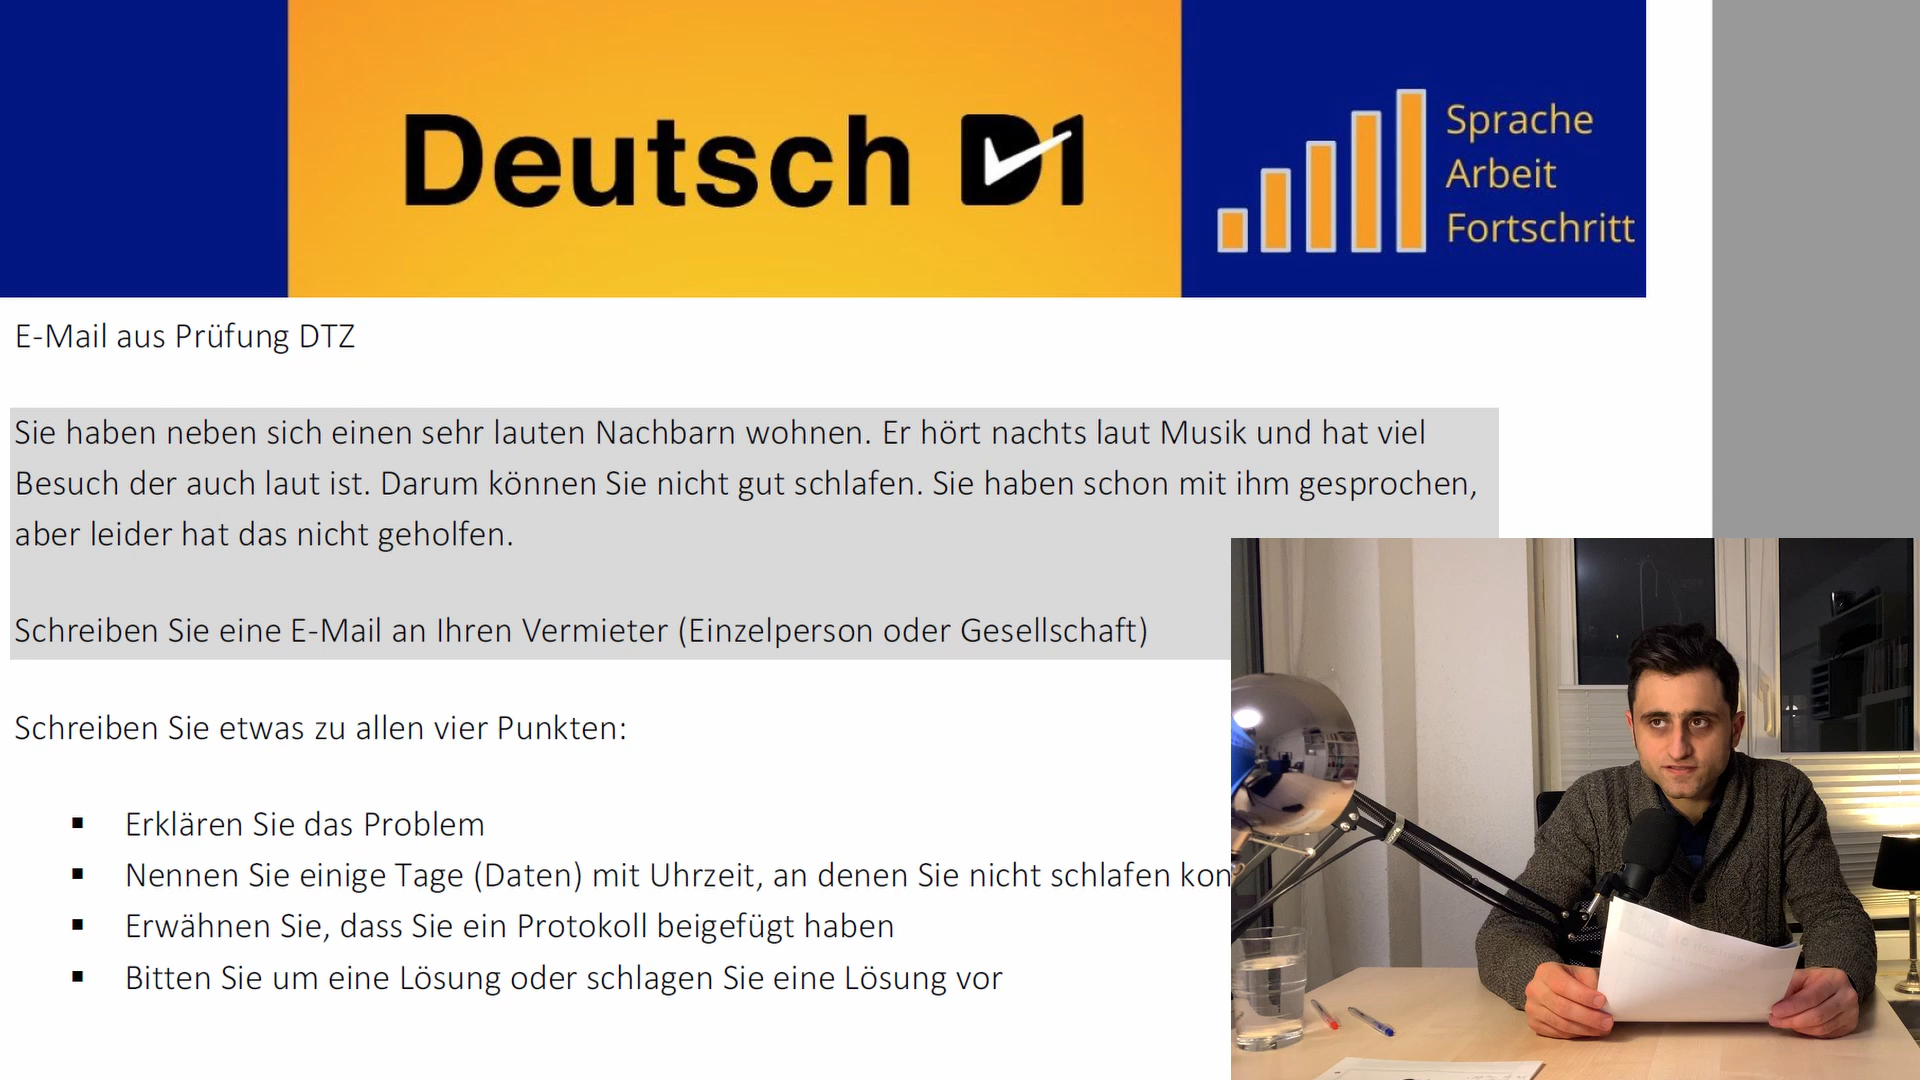 Deutsch D1
Sprache
Arbeit
Fortschritt
E-Mail aus Prüfung DTZ
Sie haben neben sich einen sehr lauten Nachbarn wohnen. Er hört nachts laut Musik und hat viel
Besuch der auch laut ist. Darum können Sie nicht gut schlafen. Sie haben schon mit ihm gesprochen,
aber leider hat das nicht geholfen.
Schreiben Sie eine E-Mail an Ihren Vermieter (Einzelperson oder Gesellschaft)
Schreiben Sie etwas zu allen vier Punkten:
▪ Erklären Sie das Problem
▪ Nennen Sie einige Tage (Daten) mit Uhrzeit, an denen Sie nicht schlafen kon
▪ Erwähnen Sie, dass Sie ein Protokoll beigefügt haben
▪ Bitten Sie um eine Lösung oder schlagen Sie eine Lösung vor